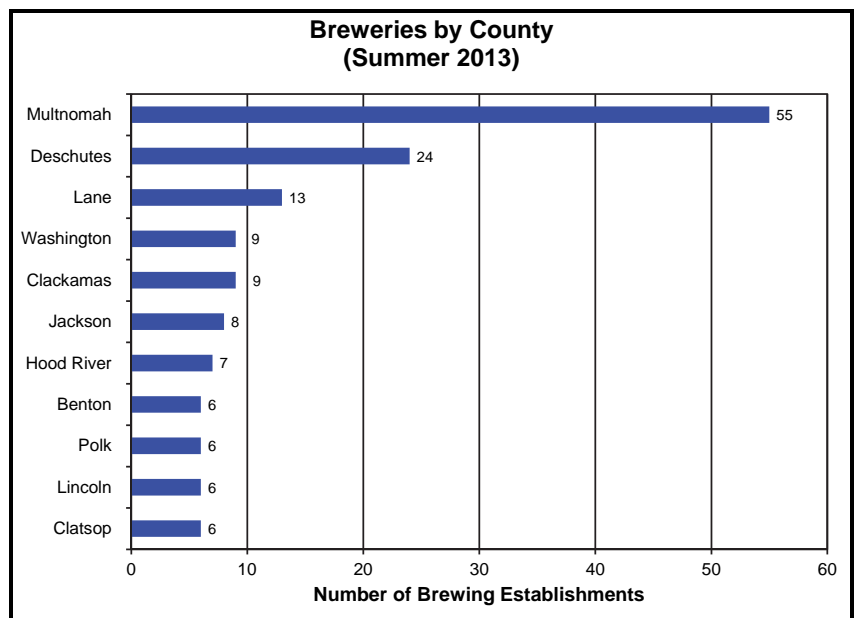 Breweries by County
(Summer 2013)
Multnomah 55
Deschutes 24
Lane 13
Washington 9
Clackamas 9
Jackson 8
Hood River 7
Benton 6
Polk 6
Lincoln 6
Clatsop 6
0 10 20 30 40 50 60
Number of Brewing Establishments